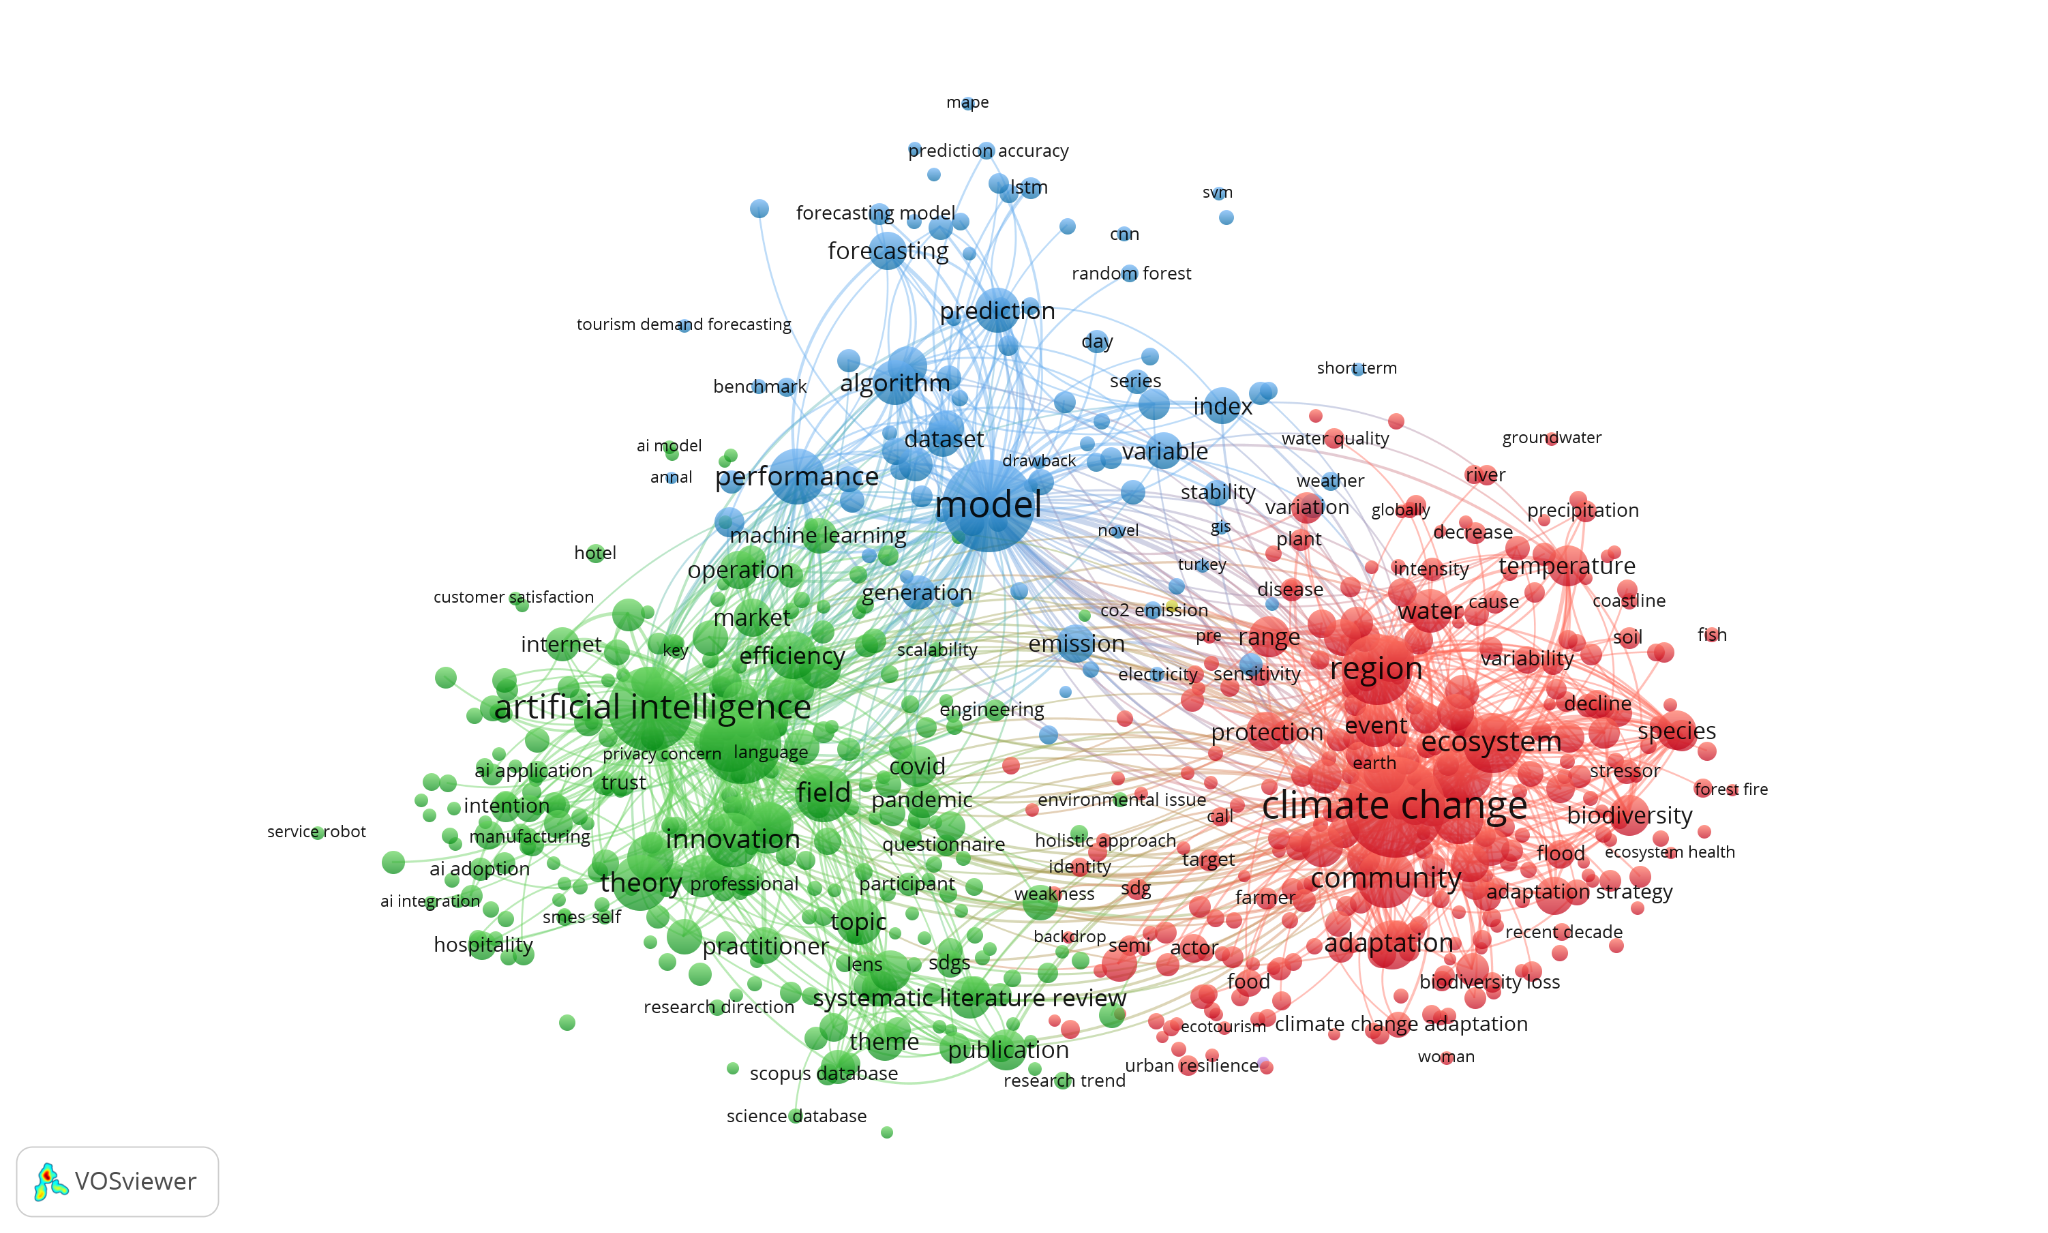 mape
prediction accuracy
lstm
svm
forecasting model
cnn
forecasting
random forest
prediction
tourism demand forecasting
day
short term
benchmark
algorithm
series
index
dataset
water quality
groundwater
ai model
variable
drawback
annal
performance
river
weather
model
stability
variation
globally
precipitation
machine learning
novel
gis
plant
decrease
hotel
operation
turkey
intensity
temperature
customer satisfaction
generation
disease
cause
coastline
market
co2 emission
water
internet
key
efficiency
scalability
emission
pre
range
soil
fish
variability
electricity
sensitivity
region
artificial intelligence
engineering
decline
protection
event
ecosystem
species
privacy concern
language
ai application
trust
covid
earth
stressor
intention
field
pandemic
environmental issue
climate change
forest fire
call
biodiversity
service robot
manufacturing
innovation
questionnaire
holistic approach
identity
target
flood
ecosystem health
ai adoption
theory
professional
participant
weakness
sdg
farmer
community
adaptation strategy
ai integration
smes
self
topic
backdrop
semi
actor
adaptation
recent decade
hospitality
practitioner
lens
sdgs
food
biodiversity loss
research direction
systematic literature review
ecotourism
climate change adaptation
theme
publication
urban resilience
woman
scopus database
research trend
science database
VOSviewer